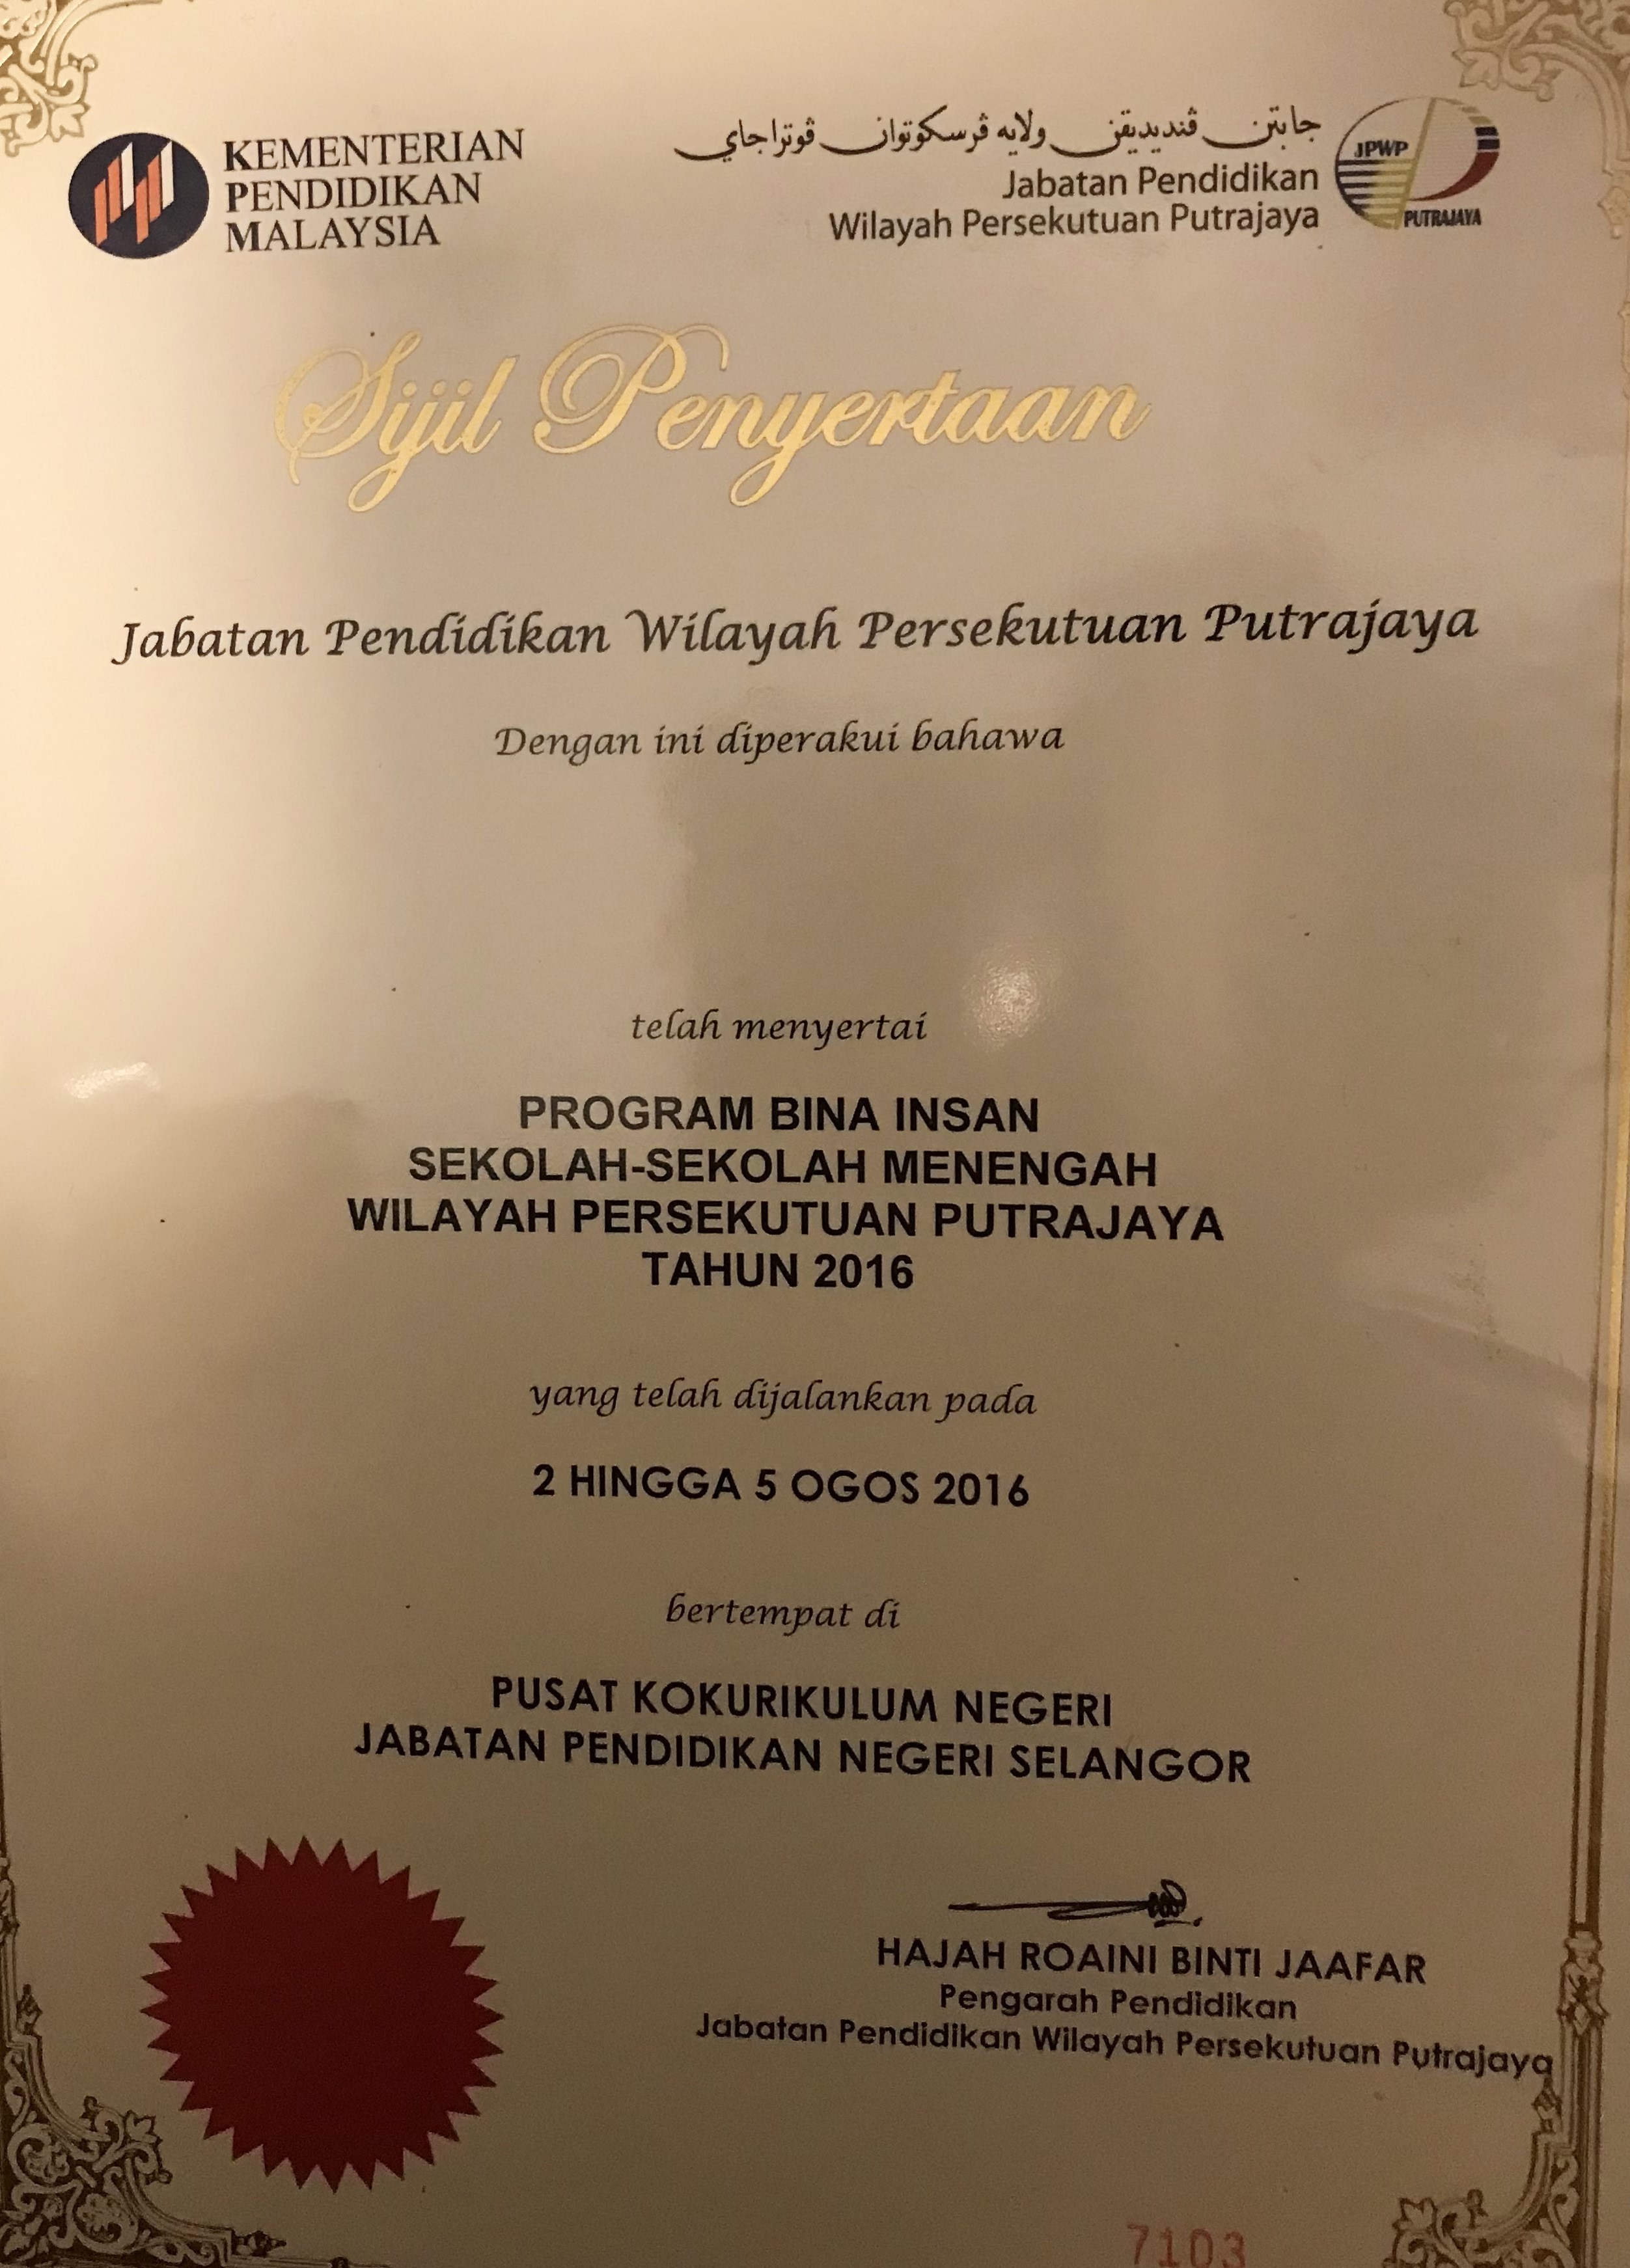 KEMENTERIAN
PENDIDIKAN
MALAYSIA
جابتن ڤنديديقن ولايه ڤرسكوتوان ڤوتراجاي
Jabatan Pendidikan
Wilayah Persekutuan Putrajaya
JPWP
PUTRAJAYA
Sijil Penyertaan
Jabatan Pendidikan Wilayah Persekutuan Putrajaya
Dengan ini diperakui bahawa
telah menyertai
PROGRAM BINA INSAN
SEKOLAH-SEKOLAH MENENGAH
WILAYAH PERSEKUTUAN PUTRAJAYA
TAHUN 2016
yang telah dijalankan pada
2 HINGGA 5 OGOS 2016
bertempat di
PUSAT KOKURIKULUM NEGERI
JABATAN PENDIDIKAN NEGERI SELANGOR
HAJAH ROAINI BINTI JAAFAR
Pengarah Pendidikan
Jabatan Pendidikan Wilayah Persekutuan Putrajaya
7103